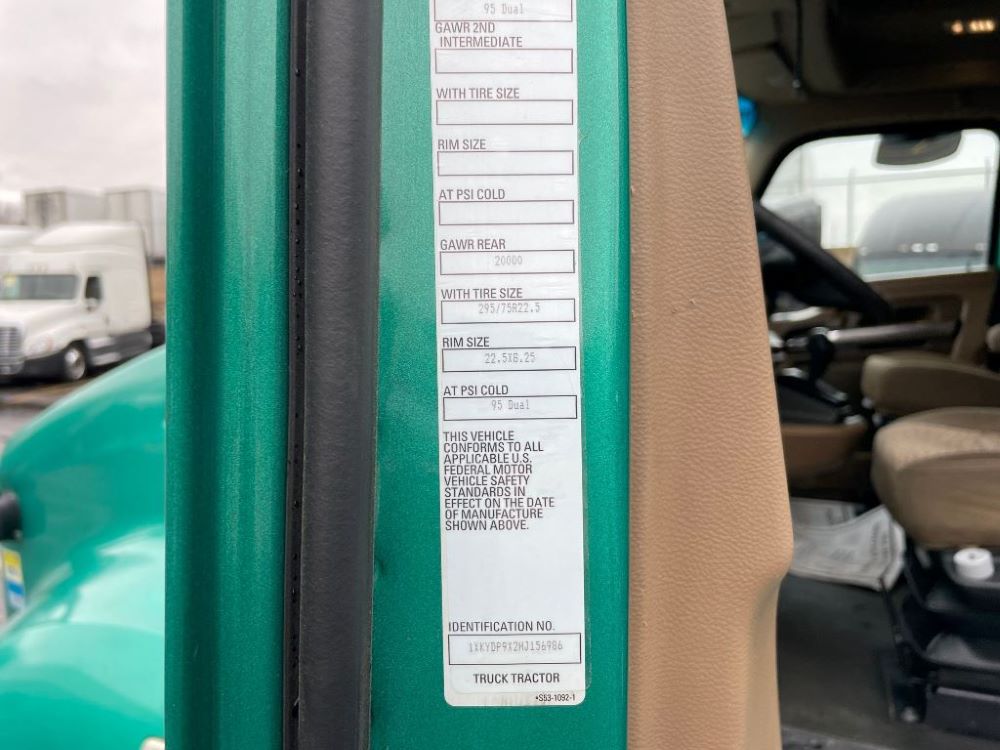 95 Dual
GAWR 2ND
INTERMEDIATE
WITH TIRE SIZE
RIM SIZE
AT PSI COLD
GAWR REAR
20000
WITH TIRE SIZE
295/75R22.5
RIM SIZE
22.5X8.25
AT PSI COLD
95 Dual
THIS VEHICLE
CONFORMS TO ALL
APPLICABLE U.S.
FEDERAL MOTOR
VEHICLE SAFETY
STANDARDS IN
EFFECT ON THE DATE
OF MANUFACTURE
SHOWN ABOVE.
IDENTIFICATION NO.
1XKYDP9X2MJ156986
TRUCK TRACTOR
*S53-1092-1